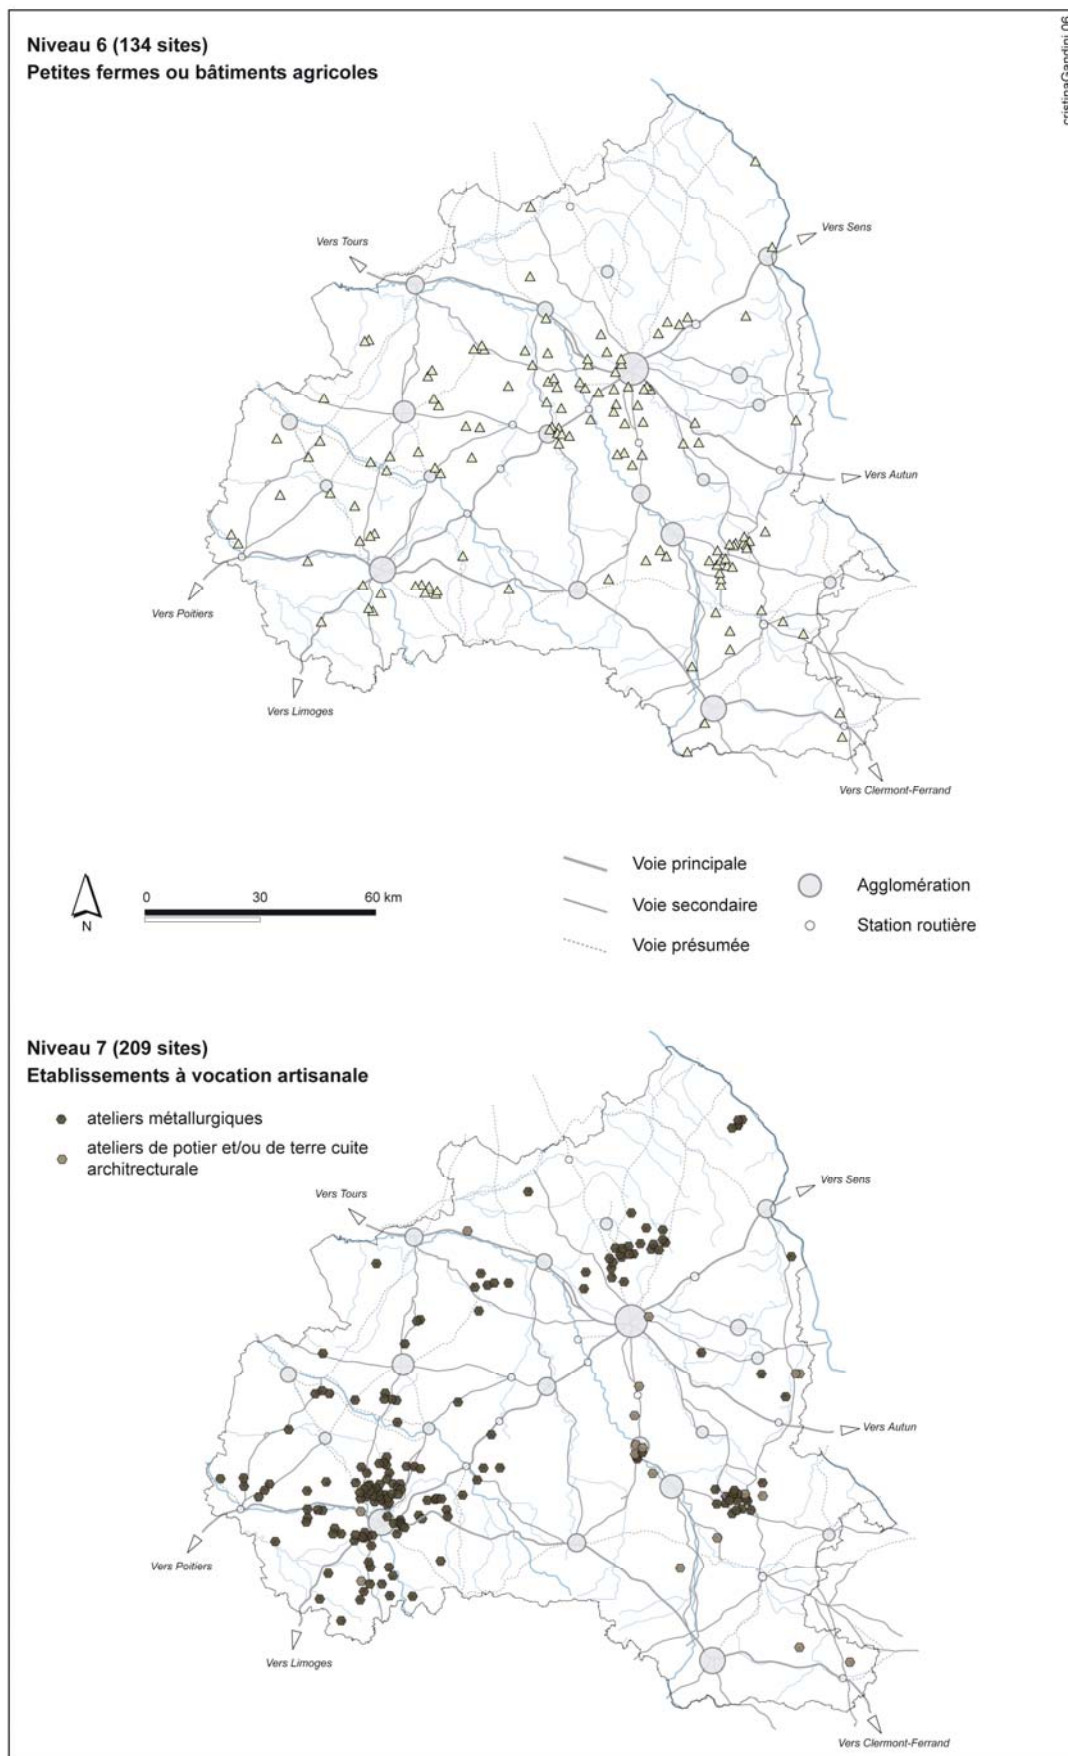 cristinaGandini 06
Niveau 6 (134 sites)
Petites fermes ou bâtiments agricoles
Vers Sens
Vers Tours
Vers Autun
Vers Poitiers
Vers Limoges
Vers Clermont-Ferrand
N
0 30 60 km
Voie principale
Voie secondaire
Voie présumée
Agglomération
Station routière
Niveau 7 (209 sites)
Etablissements à vocation artisanale
ateliers métallurgiques
ateliers de potier et/ou de terre cuite
architrecturale
Vers Sens
Vers Tours
Vers Autun
Vers Poitiers
Vers Limoges
Vers Clermont-Ferrand